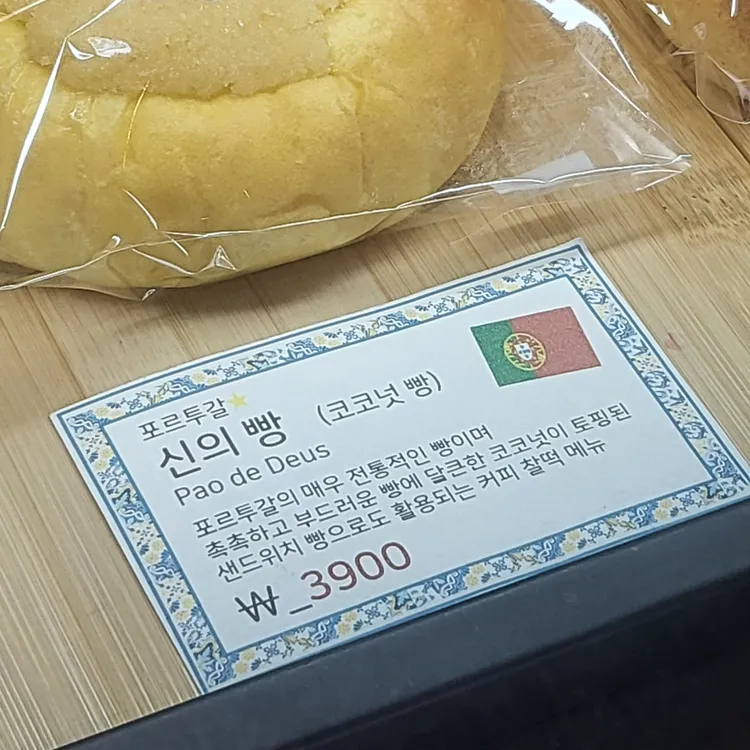 포르투갈
신의 빵 (코코넛 빵)
Pao de Deus
포르투갈의 매우 전통적인 빵이며
촉촉하고 부드러운 빵에 달큰한 코코넛이 토핑된
샌드위치 빵으로도 활용되는 커피 찰떡 메뉴
₩_3900